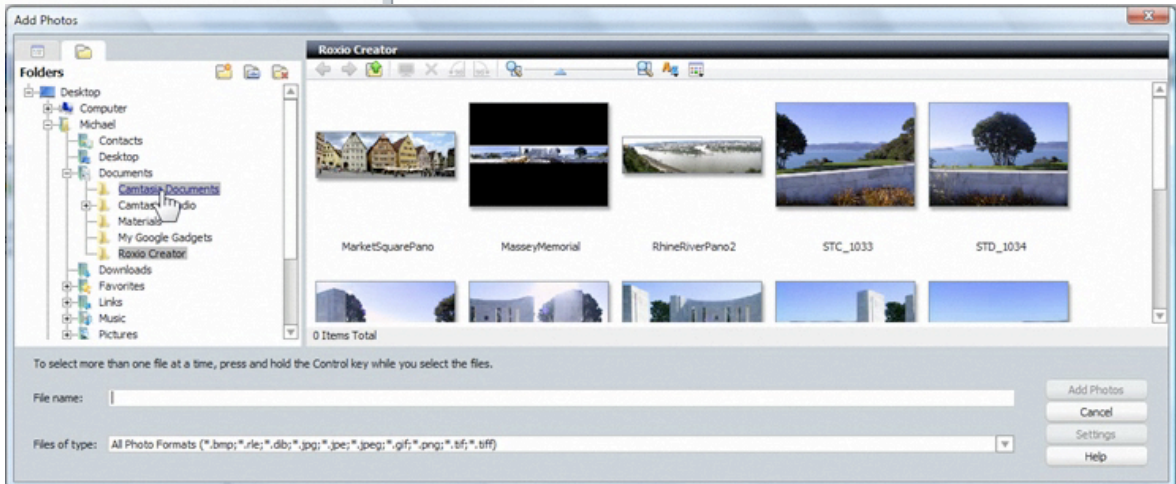 Add Photos
Folders
Desktop
Computer
Michael
Contacts
Desktop
Documents
Camtasia Documents
Camtas dio
Materials
My Google Gadgets
Roxio Creator
Downloads
Favorites
Links
Music
Pictures
Roxio Creator
MarketSquarePano
MasseyMemorial
RhineRiverPano2
STC_1033
STD_1034
0 Items Total
To select more than one file at a time, press and hold the Control key while you select the files.
File name:
Files of type: All Photo Formats (*.bmp;*.rle;*.dib;*.jpg;*.jpe;*.jpeg;*.gif;*.png;*.tif;*.tiff)
Add Photos
Cancel
Settings
Help